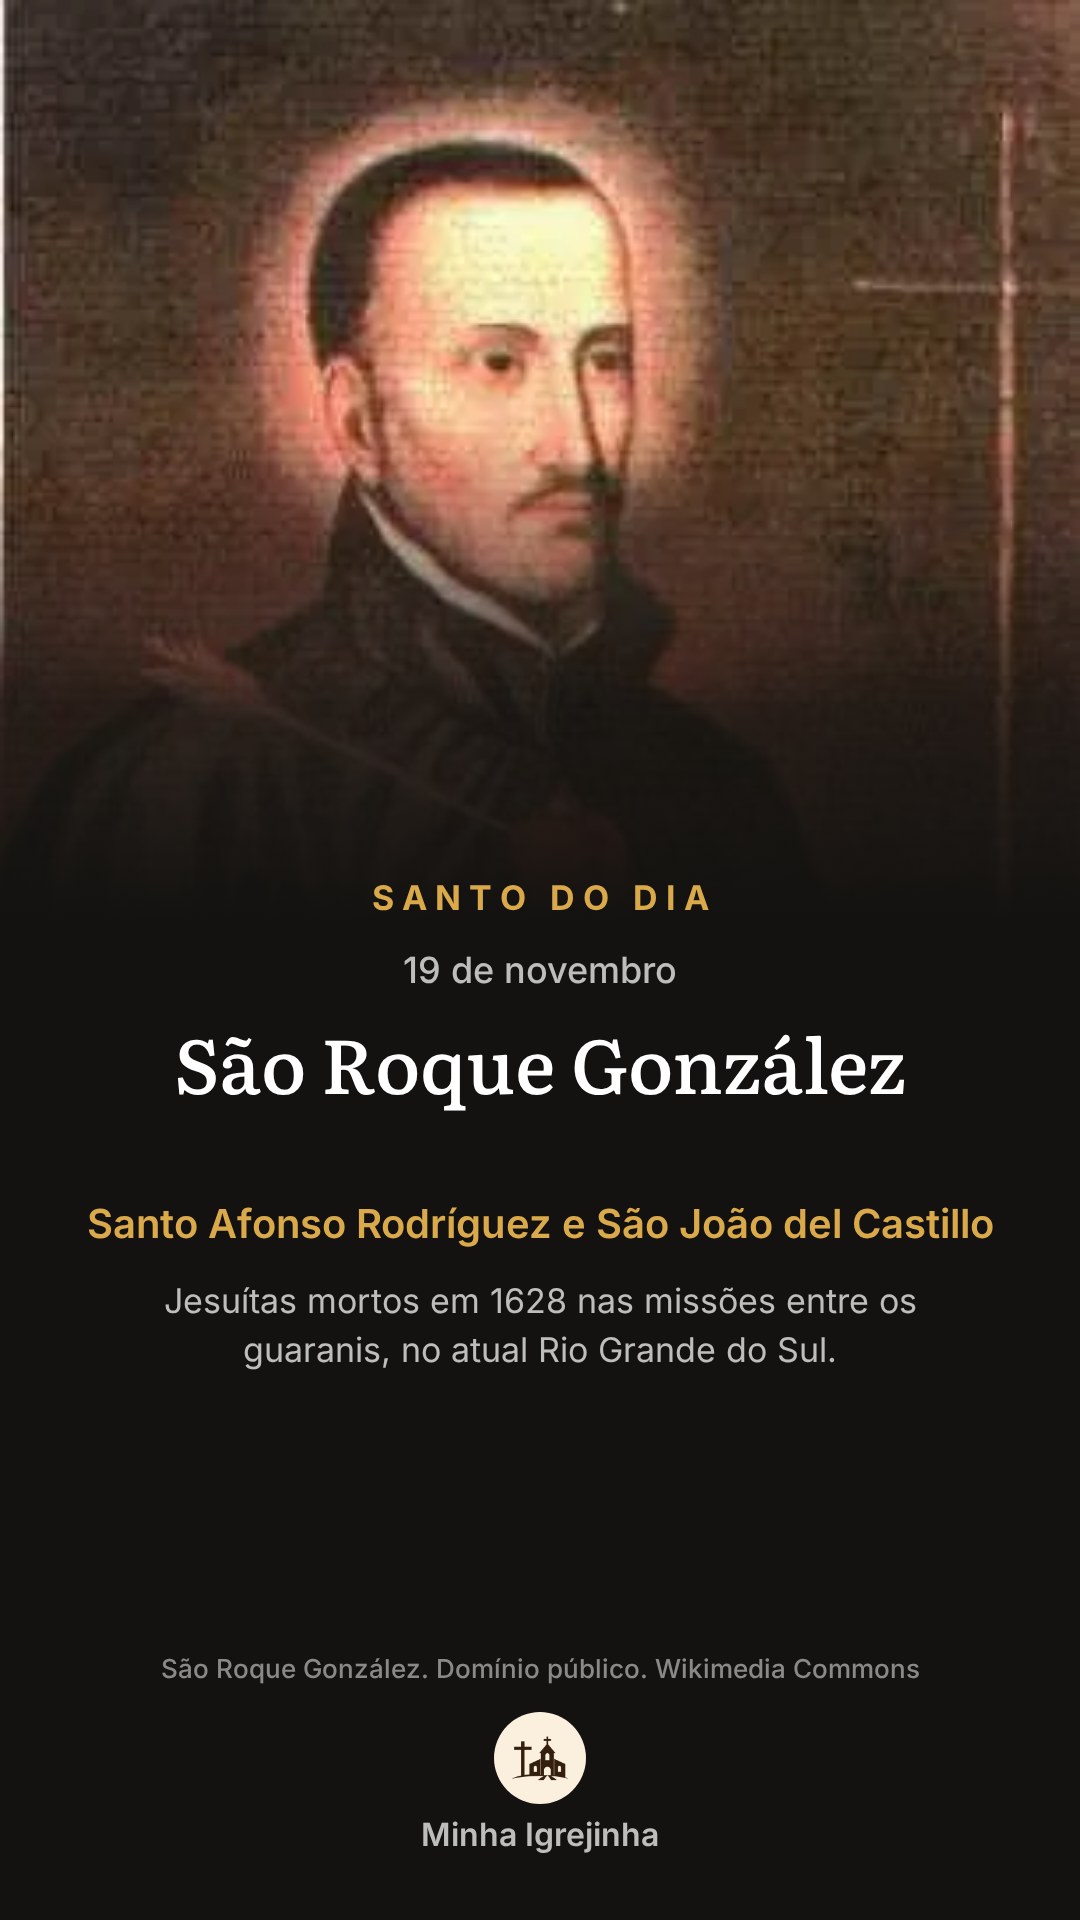 SANTO DO DIA
19 de novembro
São Roque González
Santo Afonso Rodríguez e São João del Castillo
Jesuítas mortos em 1628 nas missões entre os
guaranis, no atual Rio Grande do Sul.
São Roque González. Domínio público. Wikimedia Commons
Minha Igrejinha